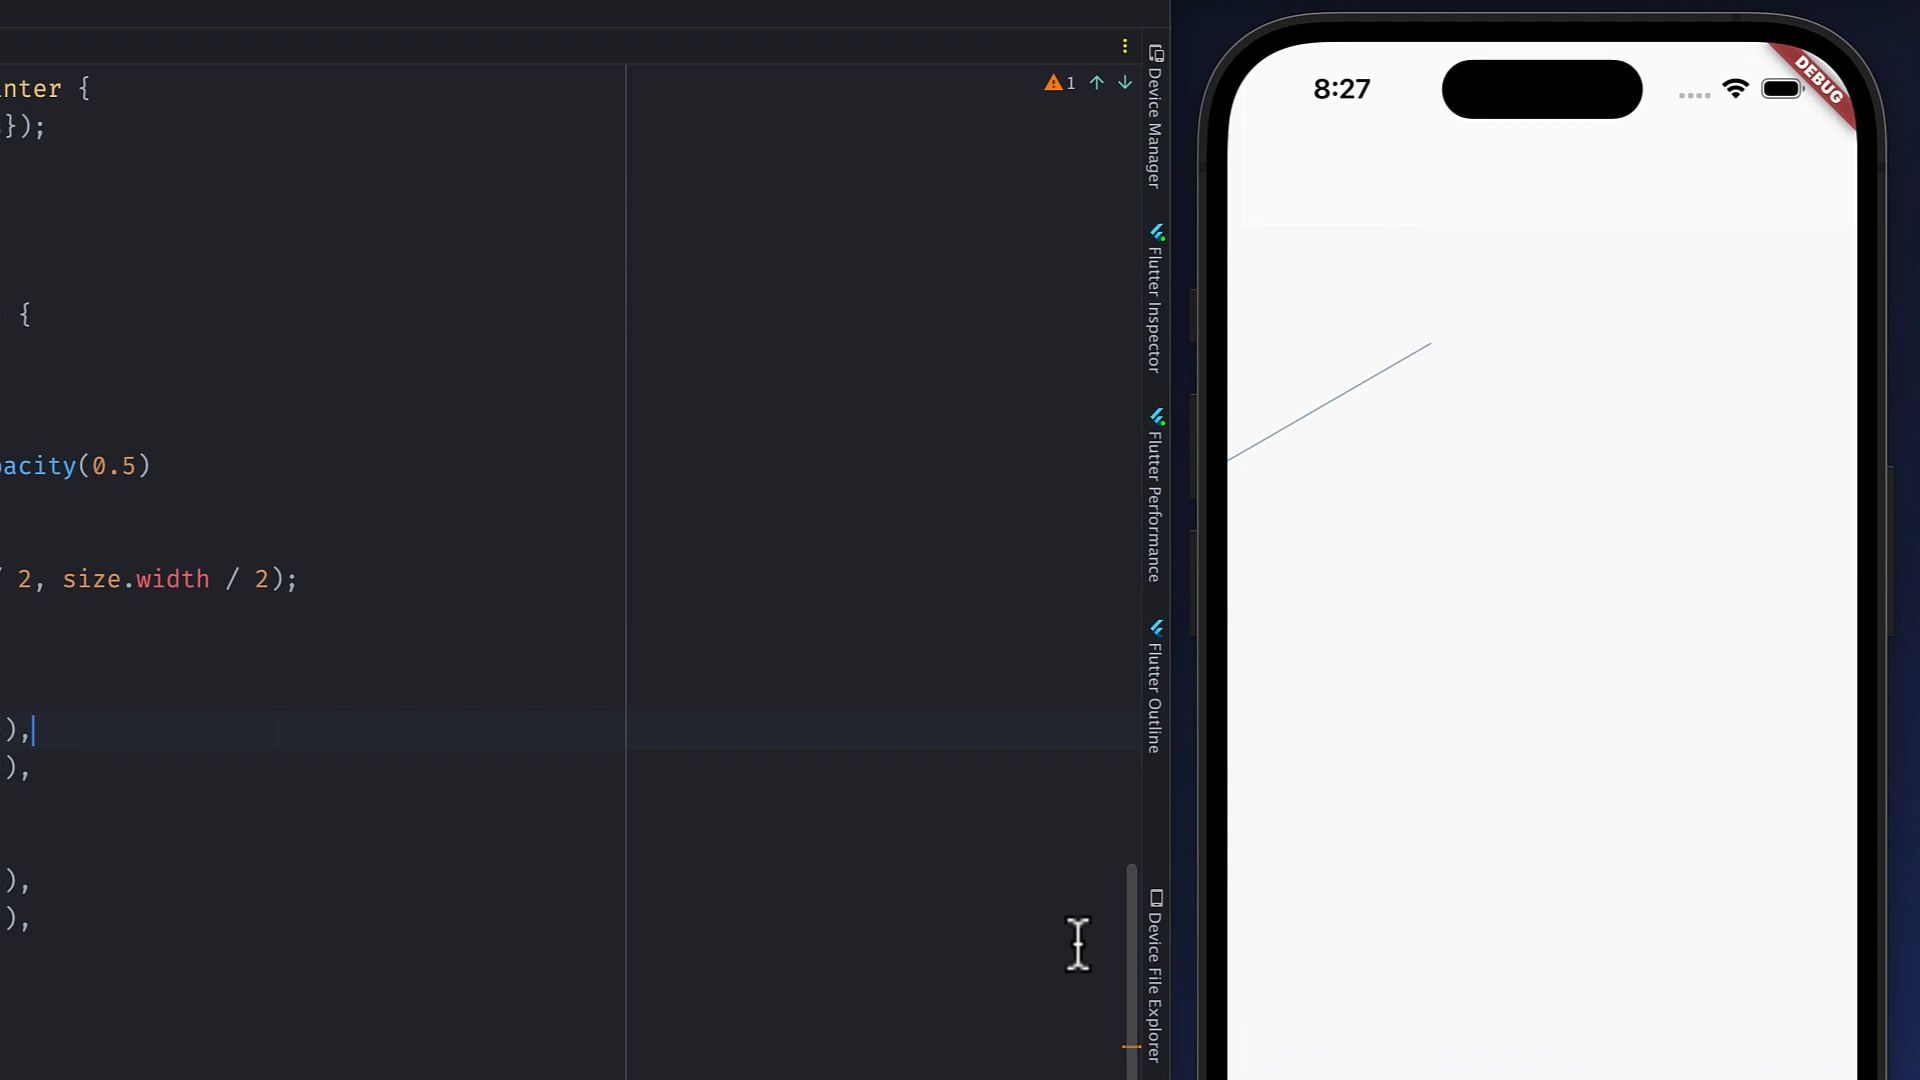 nter {
});
{
pacity(0.5)
/ 2, size.width / 2);
),
),
),
),
1
Device Manager
Flutter Inspector
Flutter Performance
Flutter Outline
Device File Explorer
8:27
DEBUG